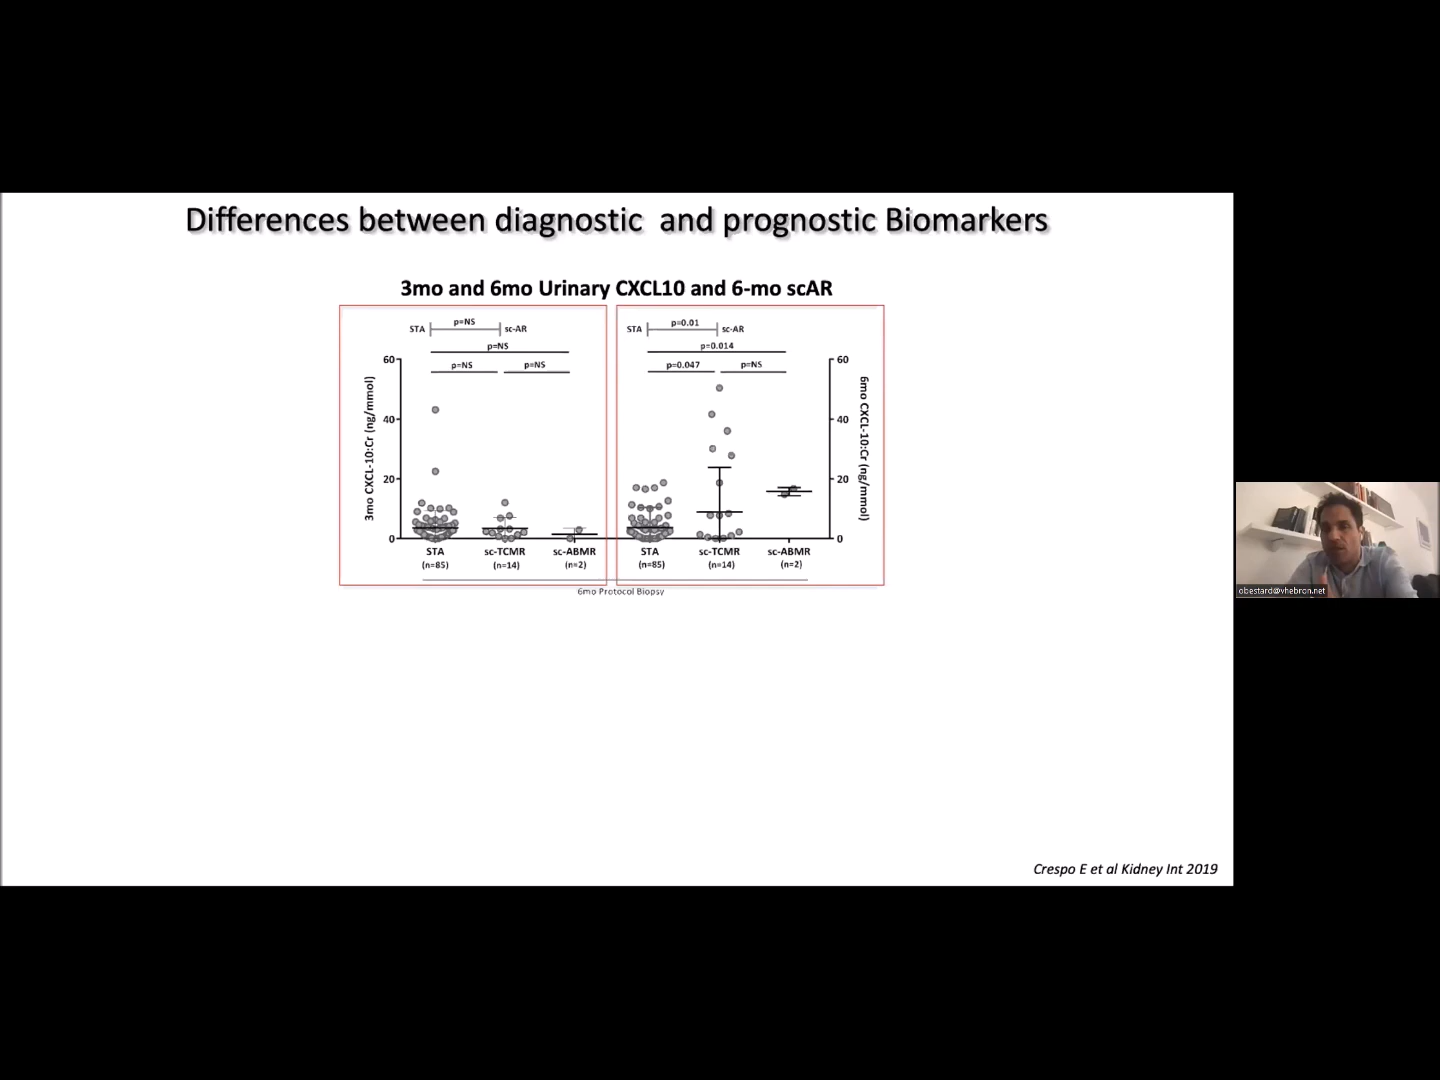 Differences between diagnostic and prognostic Biomarkers
3mo and 6mo Urinary CXCL10 and 6-mo scAR
p=NS
STA sc-AR
p=NS
p=NS p=NS
60
40
20
0
3mo CXCL-10:Cr (ng/mmol)
STA sc-TCMR sc-ABMR
(n=85) (n=14) (n=2)
p=0.01
STA sc-AR
p=0.014
p=0.047 p=NS
60
40
20
0
6mo CXCL-10:Cr (ng/mmol)
STA sc-TCMR sc-ABMR
(n=85) (n=14) (n=2)
6mo Protocol Biopsy
Crespo E et al Kidney Int 2019
obestard@vhebron.net